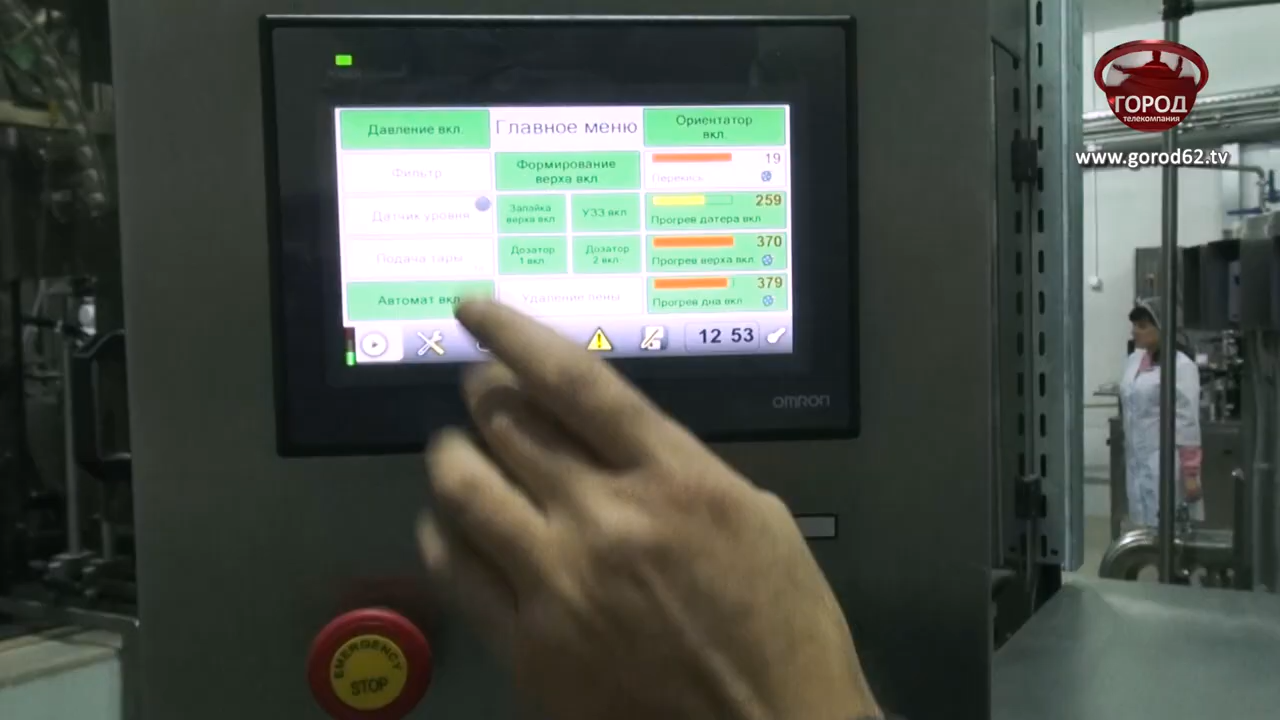 ГОРОД
телекомпания
www.gorod62.tv
Давление вкл.
Главное меню
Ориентатор
вкл.
Фильтр
Формирование
верха вкл
19
Перекись
Датчик уровня
Запайка
верха вкл
УЗЗ вкл
259
Прогрев датера вкл
Подача тары
Дозатор
1 вкл
Дозатор
2 вкл
370
Прогрев верха вкл.
Автомат вкл.
Удаление пены
379
Прогрев дна вкл
12 53
OMRON
EMERGENCY
STOP